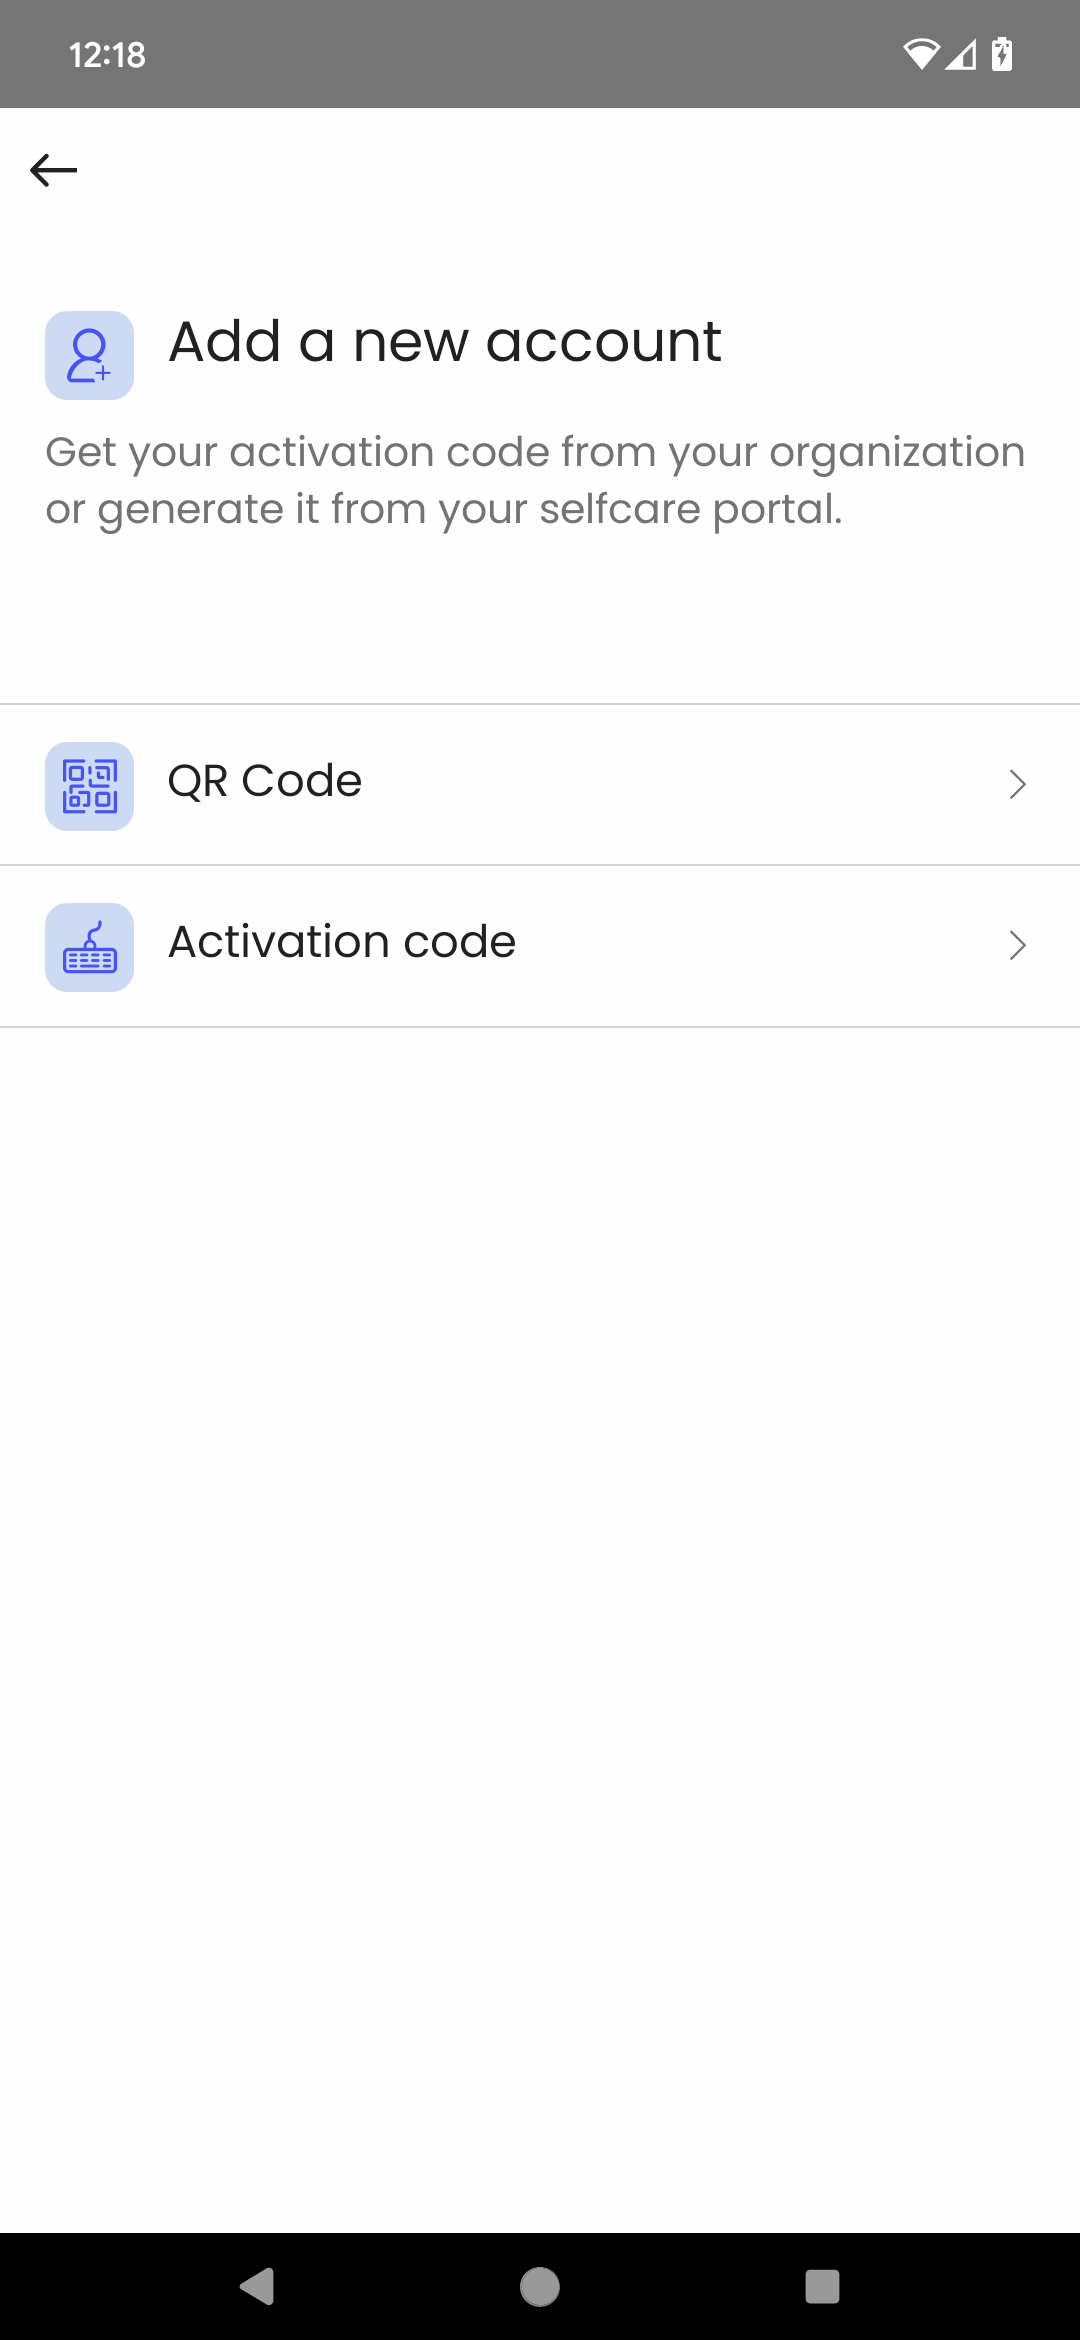 12:18
Add a new account
Get your activation code from your organization
or generate it from your selfcare portal.
QR Code
Activation code